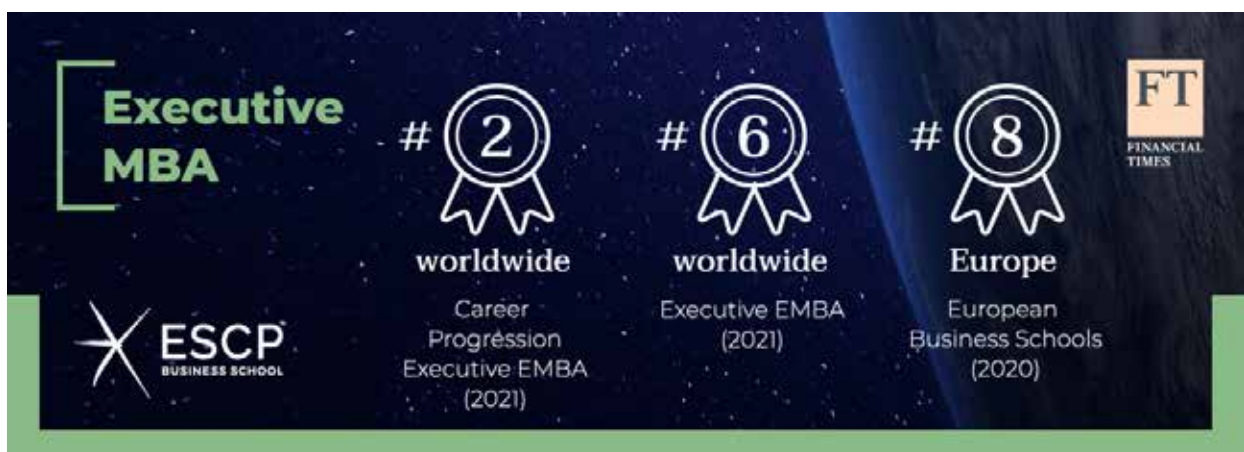 Executive
MBA
# 2
worldwide
Career
Progression
Executive EMBA
(2021)
# 6
worldwide
Executive EMBA
(2021)
# 8
Europe
European
Business Schools
(2020)
FT
FINANCIAL
TIMES
ESCP
BUSINESS SCHOOL